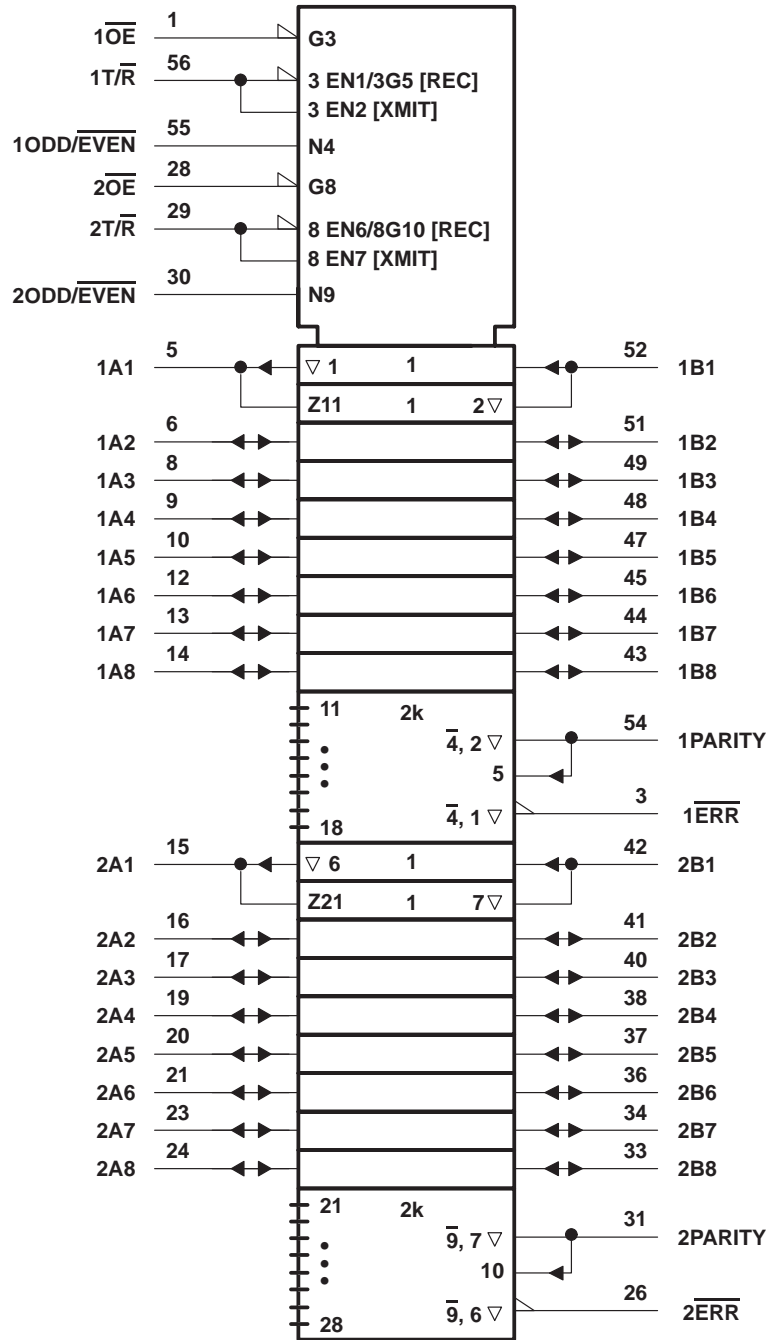 1O̅E̅ 1 G3
1T/R̅ 56 3 EN1/3G5 [REC]
3 EN2 [XMIT]
1ODD/E̅V̅E̅N̅ 55 N4
2O̅E̅ 28 G8
2T/R̅ 29 8 EN6/8G10 [REC]
8 EN7 [XMIT]
2ODD/E̅V̅E̅N̅ 30 N9
1A1 5 ▽ 1 1 52 1B1
Z11 1 2 ▽
1A2 6 51 1B2
1A3 8 49 1B3
1A4 9 48 1B4
1A5 10 47 1B5
1A6 12 45 1B6
1A7 13 44 1B7
1A8 14 43 1B8
11 2k
4̅, 2 ▽ 54 1PARITY
5
18 4̅, 1 ▽ 3 1E̅R̅R̅
2A1 15 ▽ 6 1 42 2B1
Z21 1 7 ▽
2A2 16 41 2B2
2A3 17 40 2B3
2A4 19 38 2B4
2A5 20 37 2B5
2A6 21 36 2B6
2A7 23 34 2B7
2A8 24 33 2B8
21 2k
9̅, 7 ▽ 31 2PARITY
10
28 9̅, 6 ▽ 26 2E̅R̅R̅